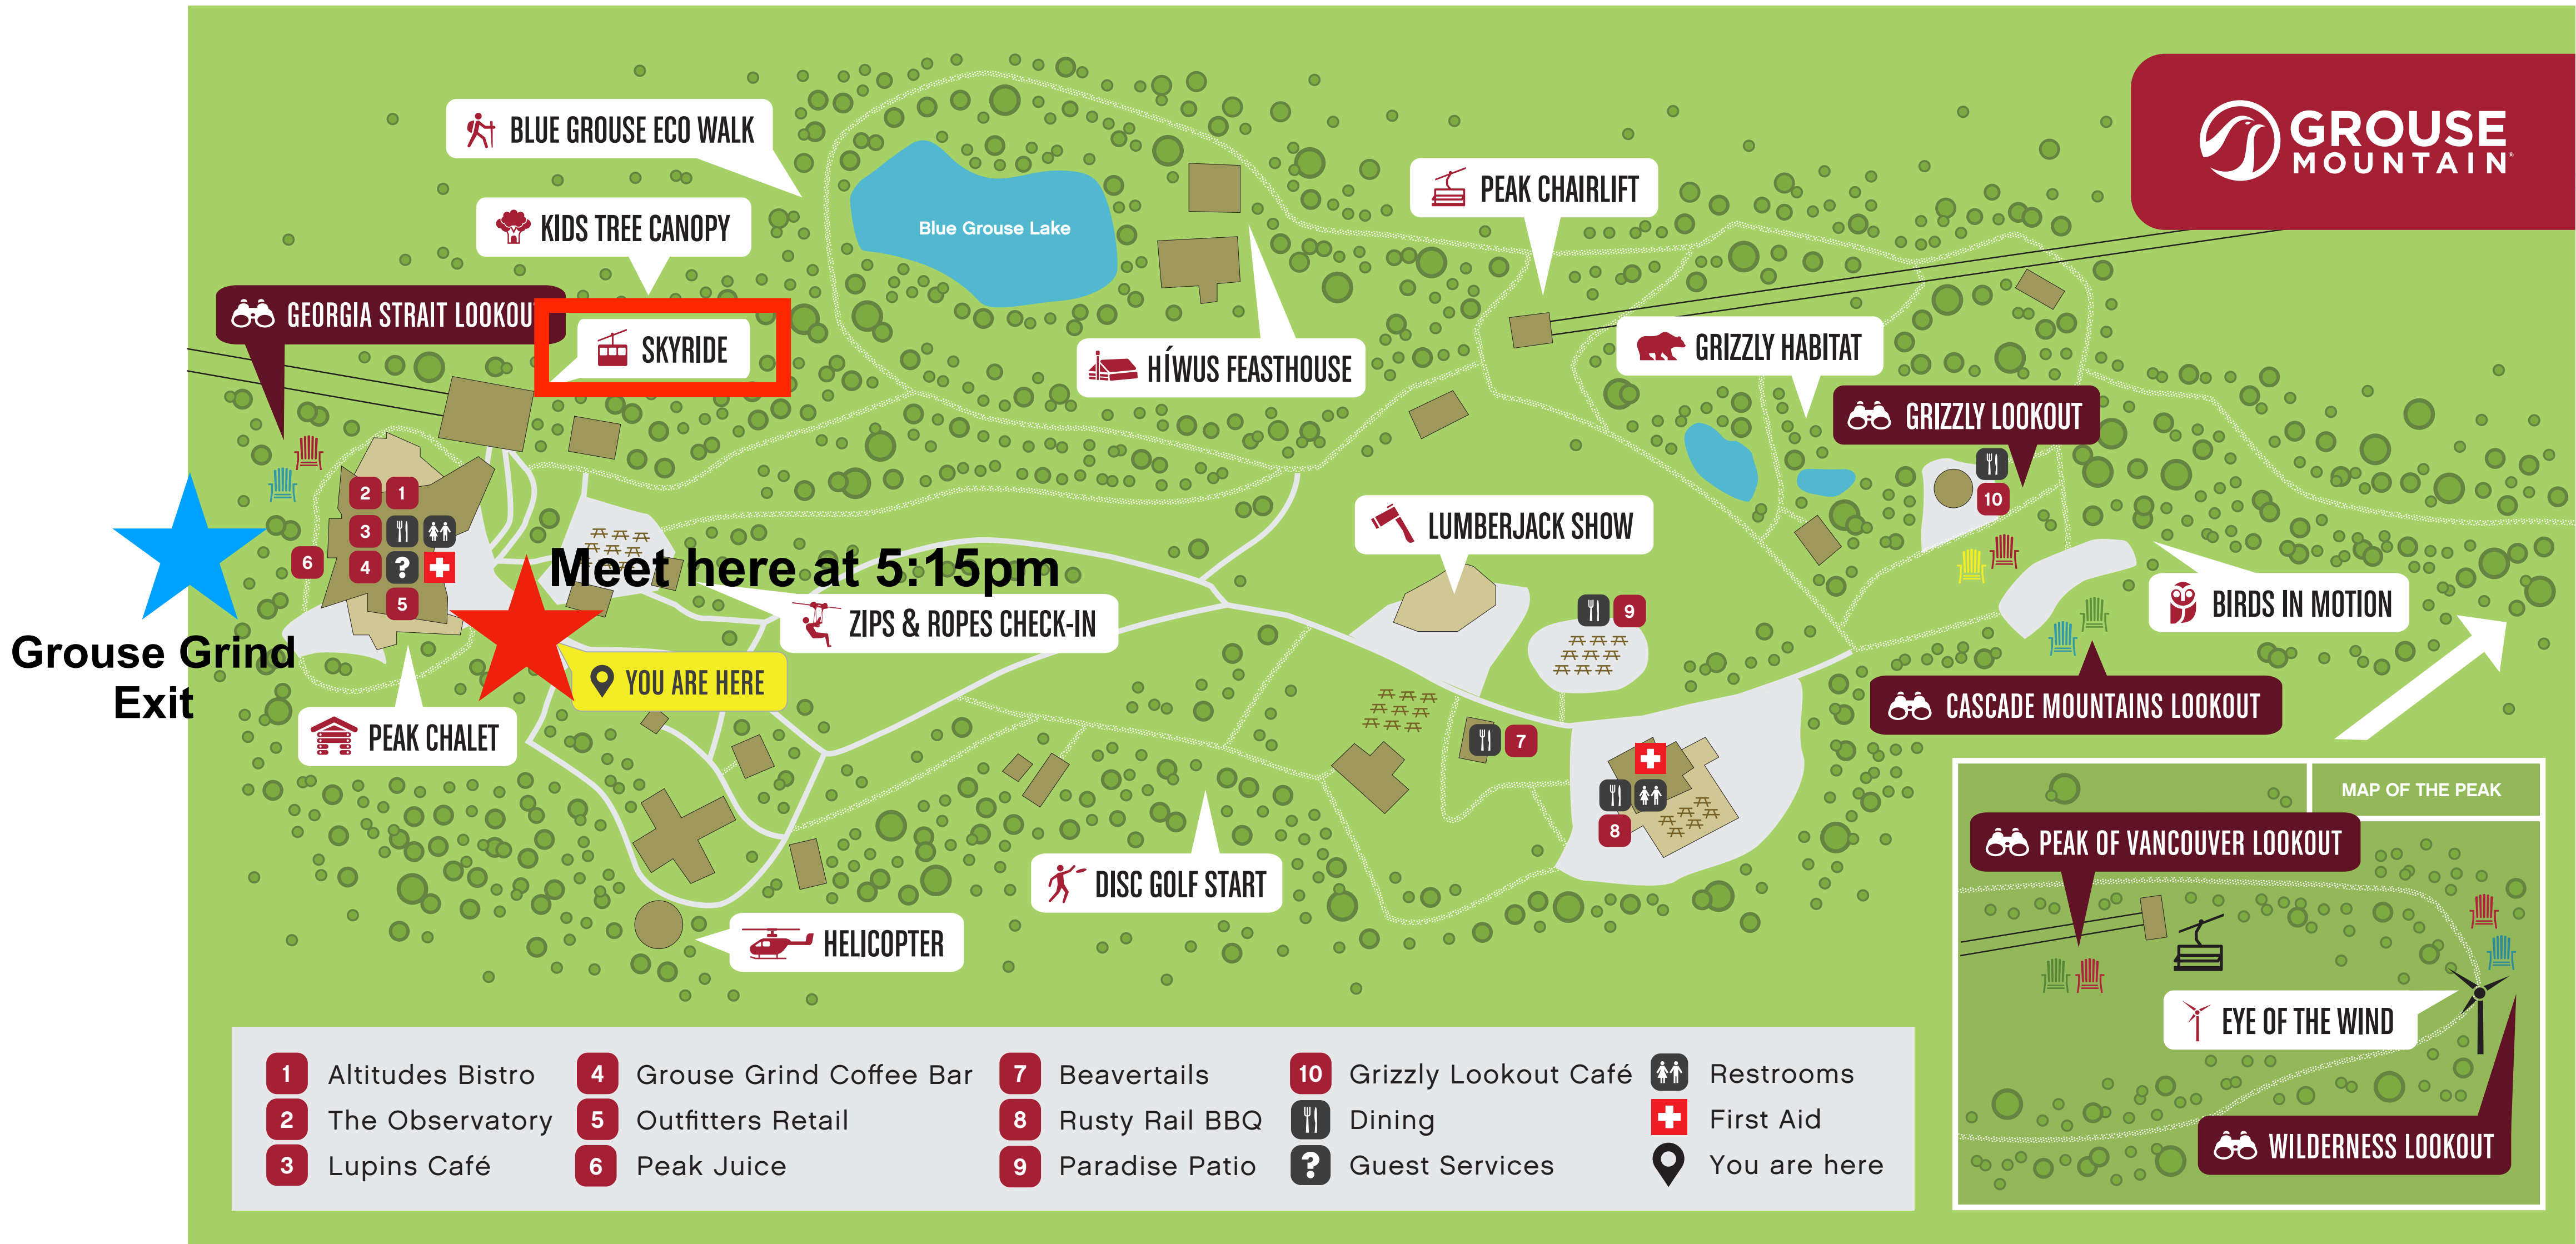 GROUSE
MOUNTAIN
BLUE GROUSE ECO WALK
KIDS TREE CANOPY
GEORGIA STRAIT LOOKOU
SKYRIDE
Blue Grouse Lake
HÍWUS FEASTHOUSE
PEAK CHAIRLIFT
GRIZZLY HABITAT
GRIZZLY LOOKOUT
10
2 1
3
6 4 ?
5
Meet here at 5:15pm
ZIPS & ROPES CHECK-IN
LUMBERJACK SHOW
9
BIRDS IN MOTION
Grouse Grind
Exit
YOU ARE HERE
PEAK CHALET
CASCADE MOUNTAINS LOOKOUT
7
8
DISC GOLF START
HELICOPTER
MAP OF THE PEAK
PEAK OF VANCOUVER LOOKOUT
EYE OF THE WIND
WILDERNESS LOOKOUT
1 Altitudes Bistro
2 The Observatory
3 Lupins Café
4 Grouse Grind Coffee Bar
5 Outfitters Retail
6 Peak Juice
7 Beavertails
8 Rusty Rail BBQ
9 Paradise Patio
10 Grizzly Lookout Café
Dining
? Guest Services
Restrooms
First Aid
You are here